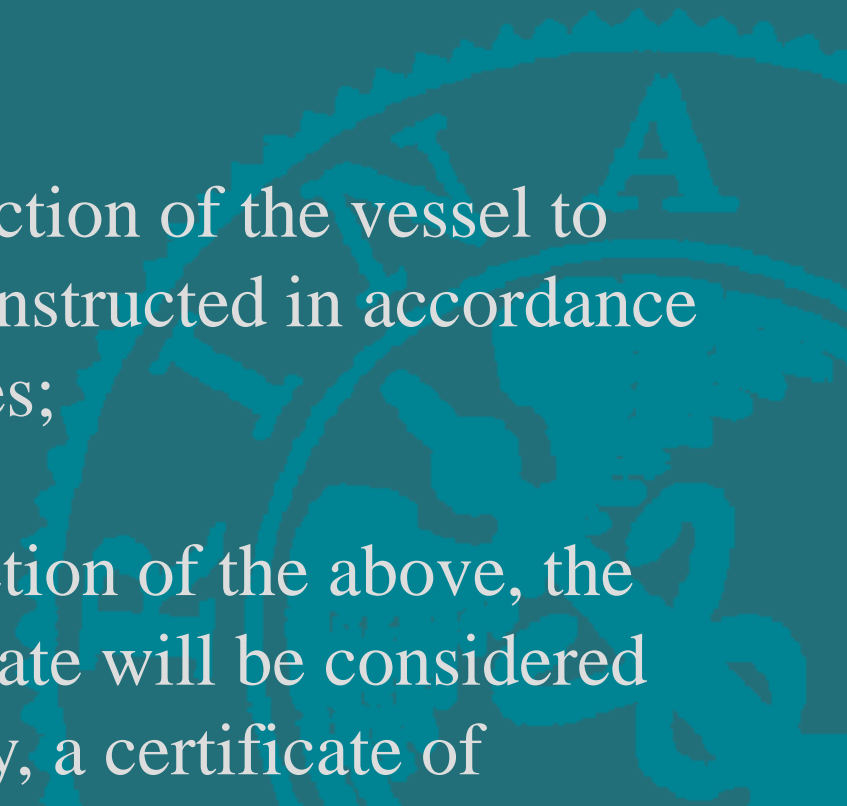 ction of the vessel to
nstructed in accordance
es;
tion of the above, the
ate will be considered
y, a certificate of
R I N A